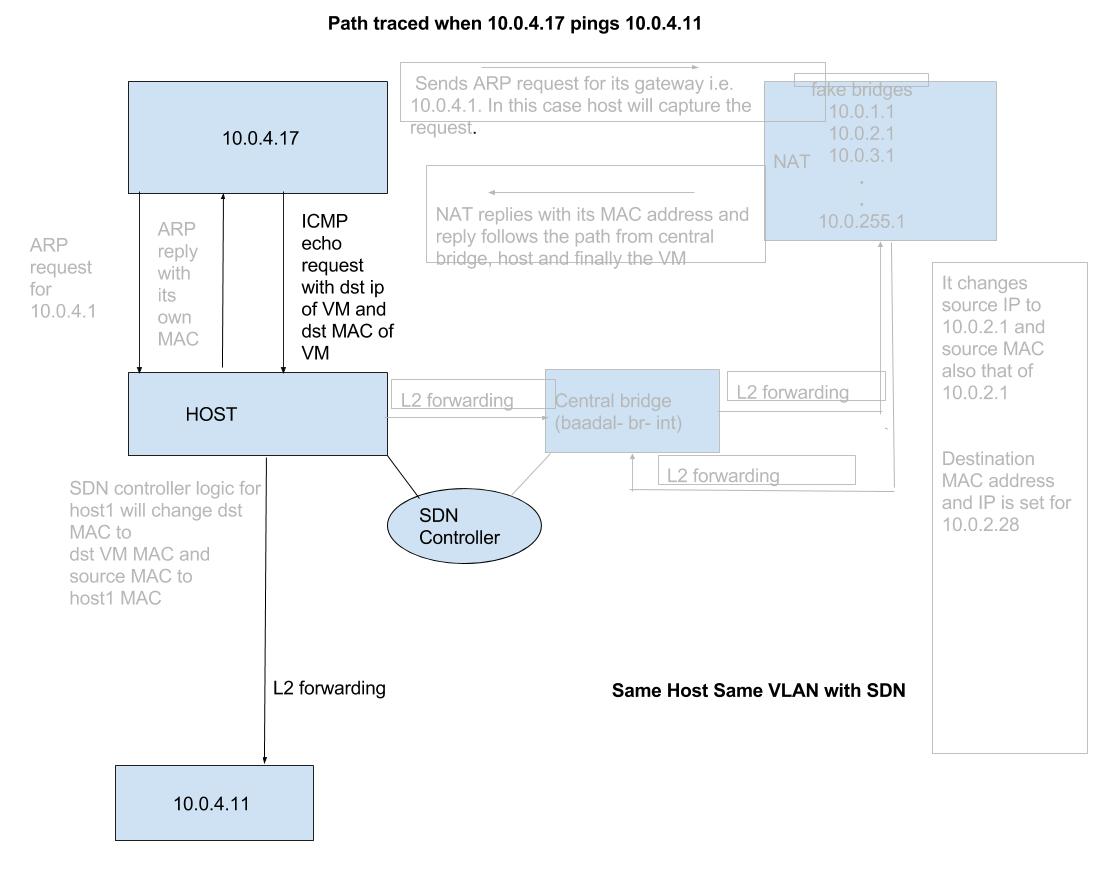 Path traced when 10.0.4.17 pings 10.0.4.11
Sends ARP request for its gateway i.e.
10.0.4.1. In this case host will capture the
request.
fake bridges
10.0.1.1
10.0.2.1
10.0.3.1
.
.
10.0.255.1
NAT
10.0.4.17
NAT replies with its MAC address and
reply follows the path from central
bridge, host and finally the VM
ARP
request
for
10.0.4.1
ARP
reply
with
its
own
MAC
ICMP
echo
request
with dst ip
of VM and
dst MAC of
VM
It changes
source IP to
10.0.2.1 and
source MAC
also that of
10.0.2.1
Destination
MAC address
and IP is set for
10.0.2.28
HOST
L2 forwarding
Central bridge
(baadal- br- int)
L2 forwarding
L2 forwarding
SDN
Controller
SDN controller logic for
host1 will change dst
MAC to
dst VM MAC and
source MAC to
host1 MAC
L2 forwarding
Same Host Same VLAN with SDN
10.0.4.11